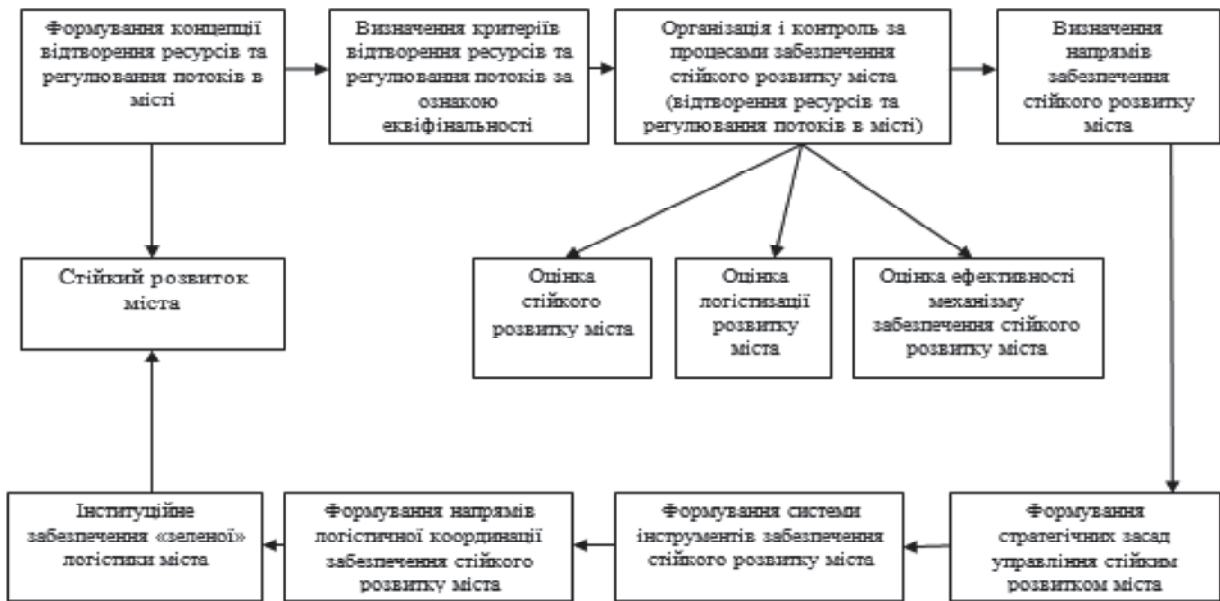 Формування концепції
відтворення ресурсів та
регулювання потоків в
місті
Визначення критеріїв
відтворення ресурсів та
регулювання потоків за
ознакою
еквіфінальності
Організація і контроль за
процесами забезпечення
стійкого розвитку міста
(відтворення ресурсів та
регулювання потоків в місті)
Визначення
напрямів
забезпечення
стійкого розвитку
міста
Стійкий розвиток
міста
Оцінка
стійкого
розвитку міста
Оцінка
логістизації
розвитку
міста
Оцінка ефективності
механізму
забезпечення стійкого
розвитку міста
Інституційне
забезпечення «зеленої»
логістики міста
Формування напрямів
логістичної координації
забезпечення стійкого
розвитку міста
Формування системи
інструментів забезпечення
стійкого розвитку міста
Формування
стратегічних засад
управління стійким
розвитком міста